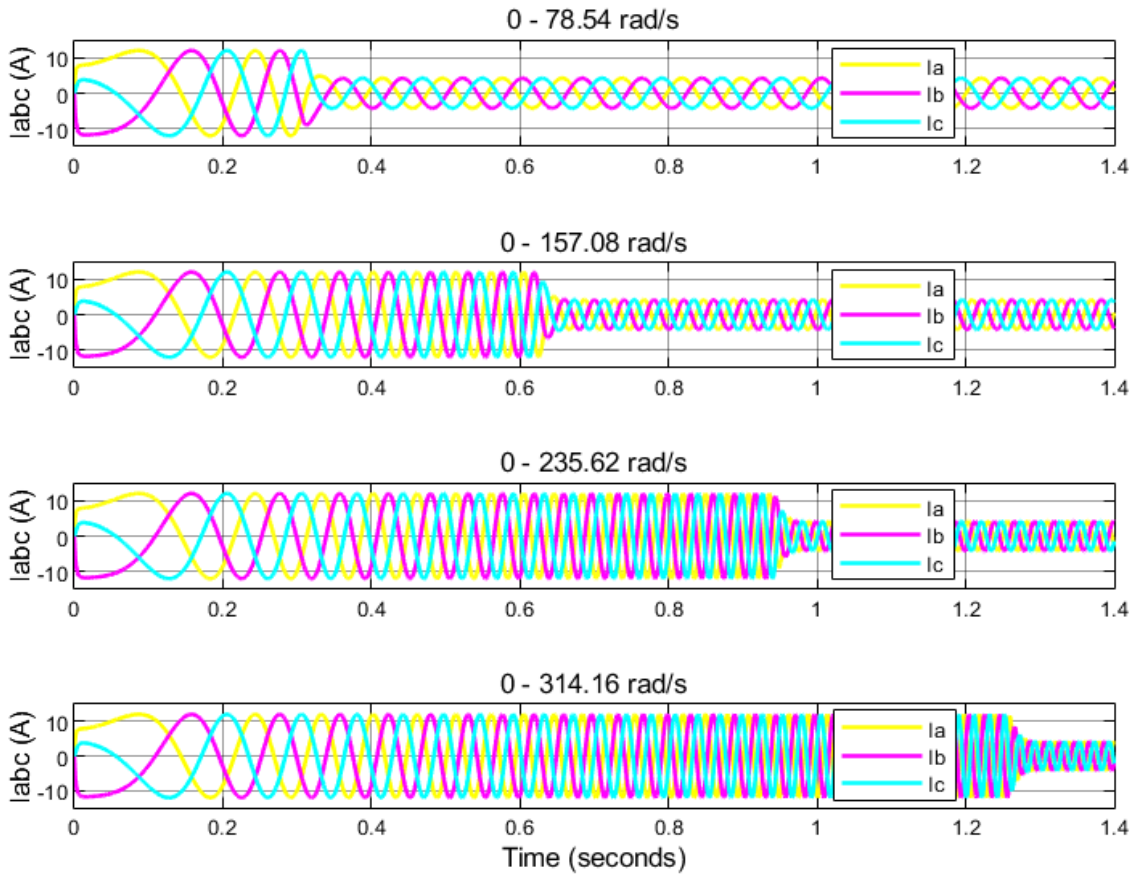 0 - 78.54 rad/s
Iabc (A)
10
0
-10
Ia
Ib
Ic
0 0.2 0.4 0.6 0.8 1 1.2 1.4
0 - 157.08 rad/s
Iabc (A)
10
0
-10
Ia
Ib
Ic
0 0.2 0.4 0.6 0.8 1 1.2 1.4
0 - 235.62 rad/s
Iabc (A)
10
0
-10
Ia
Ib
Ic
0 0.2 0.4 0.6 0.8 1 1.2 1.4
0 - 314.16 rad/s
Iabc (A)
10
0
-10
Ia
Ib
Ic
0 0.2 0.4 0.6 0.8 1 1.2 1.4
Time (seconds)